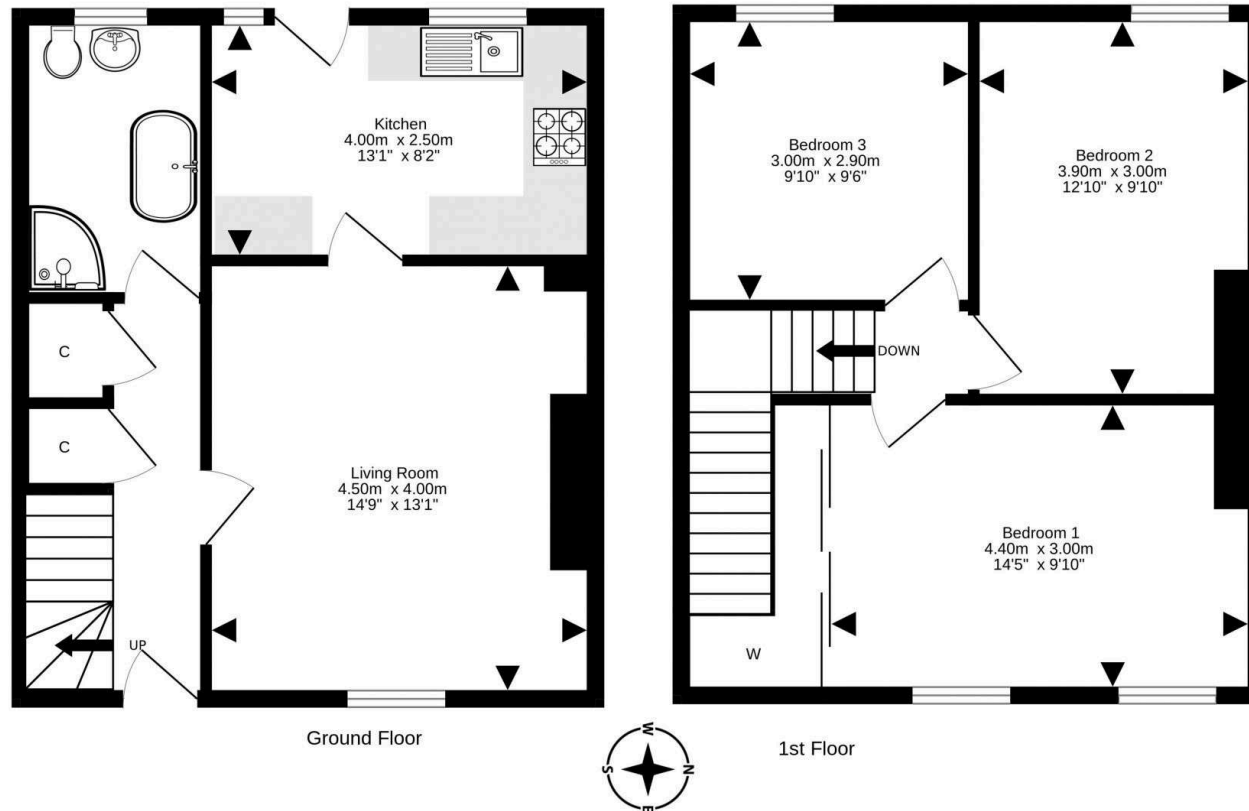 Kitchen
4.00m x 2.50m
13'1" x 8'2"
C
C
Living Room
4.50m x 4.00m
14'9" x 13'1"
UP
Ground Floor
Bedroom 3
3.00m x 2.90m
9'10" x 9'6"
Bedroom 2
3.90m x 3.00m
12'10" x 9'10"
DOWN
Bedroom 1
4.40m x 3.00m
14'5" x 9'10"
W
1st Floor
W
S
N
E